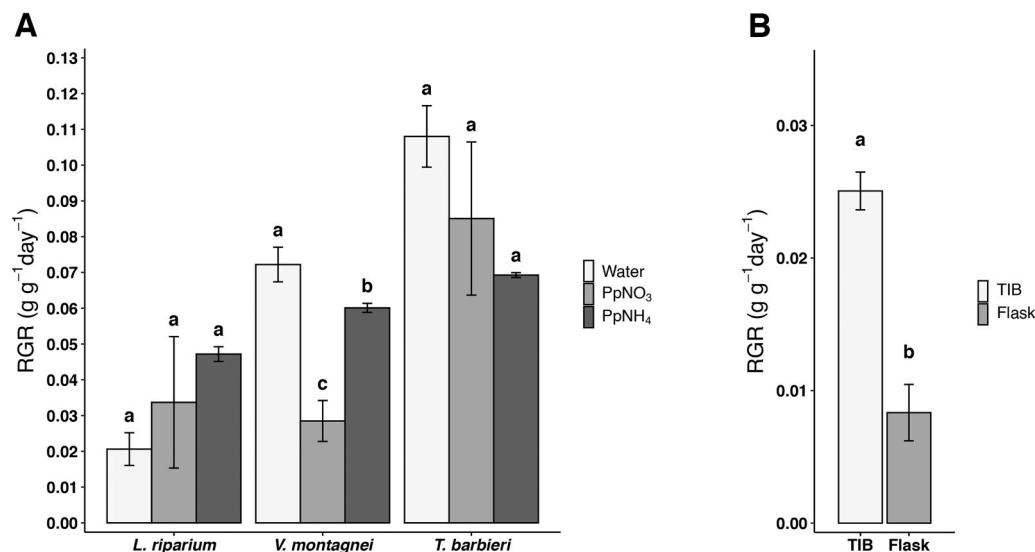 A
RGR (g g⁻¹day⁻¹)
0.13
0.12
0.11
0.10
0.09
0.08
0.07
0.06
0.05
0.04
0.03
0.02
0.01
0.00
a
a
a
a
c
b
a
a
a
L. riparium
V. montagnei
T. barbieri
Water
PpNO₃
PpNH₄
B
RGR (g g⁻¹day⁻¹)
0.03
0.02
0.01
0.00
a
b
TIB
Flask
TIB
Flask